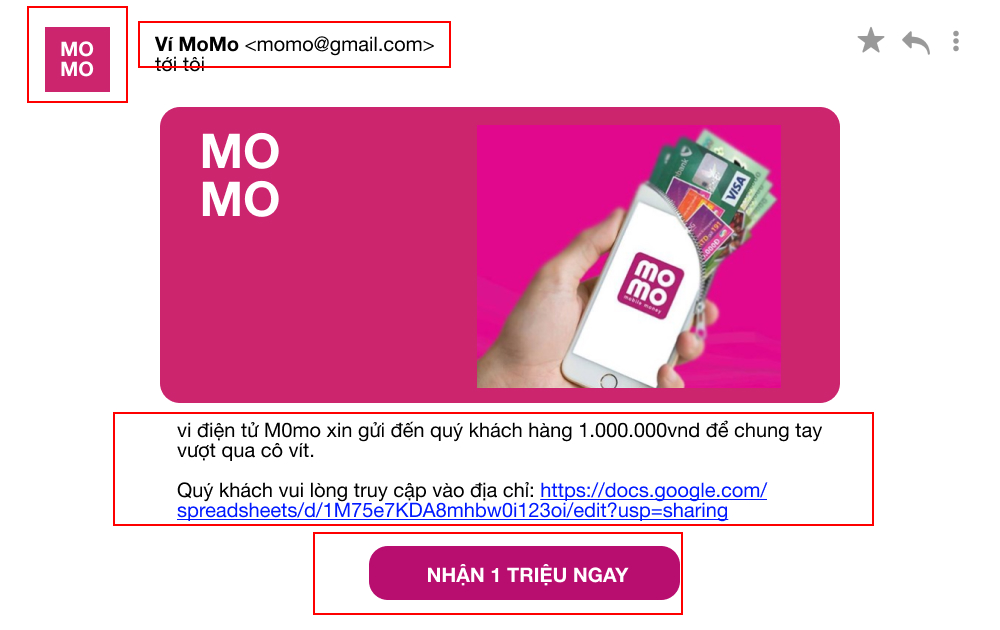 MO
MO
Ví MoMo <momo@gmail.com>
tới tôi
MO
MO
bank
VISA
mo
mo
mobile money
vi điện tử M0mo xin gửi đến quý khách hàng 1.000.000vnd để chung tay
vượt qua cô vít.
Quý khách vui lòng truy cập vào địa chỉ: https://docs.google.com/
spreadsheets/d/1M75e7KDA8mhbw0i123oi/edit?usp=sharing
NHẬN 1 TRIỆU NGAY